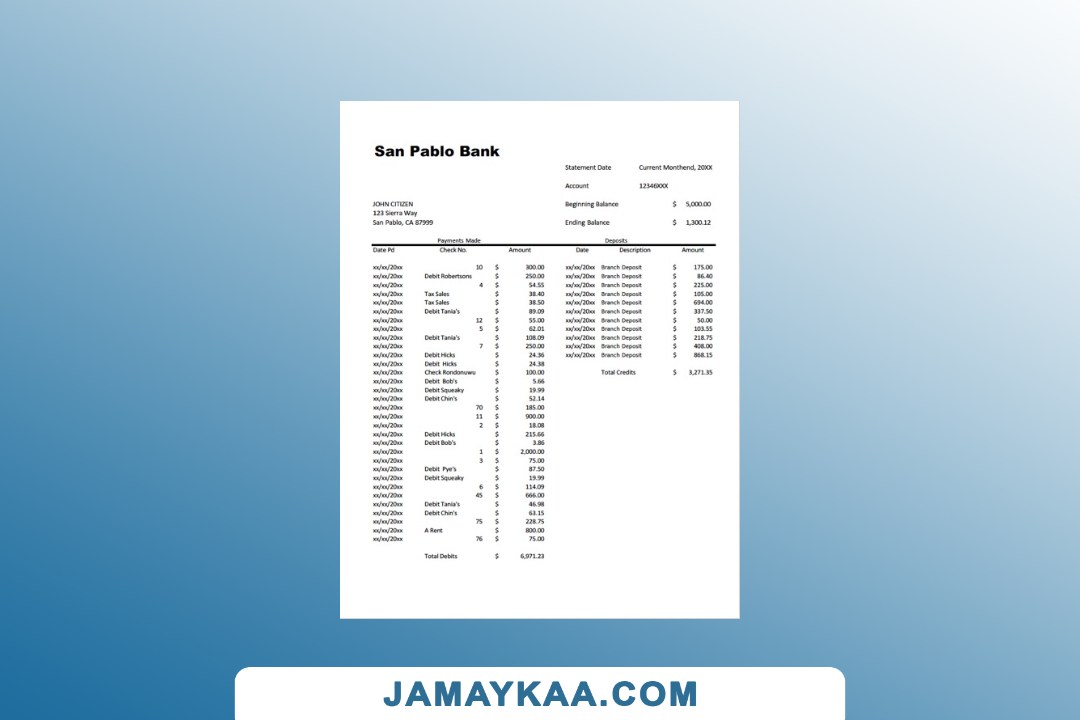 San Pablo Bank
Statement Date Current Monthend, 20XX
Account 12346XXX
JOHN CITIZEN Beginning Balance $ 5,000.00
123 Sierra Way
San Pablo, CA 87999 Ending Balance $ 1,300.12
Payments Made Deposits
Date Pd Check No. Amount Date Description Amount
xx/xx/20xx 10 $ 300.00 xx/xx/20xx Branch Deposit $ 175.00
xx/xx/20xx Debit Robertsons $ 250.00 xx/xx/20xx Branch Deposit $ 86.40
xx/xx/20xx 4 $ 54.55 xx/xx/20xx Branch Deposit $ 225.00
xx/xx/20xx Tax Sales $ 38.40 xx/xx/20xx Branch Deposit $ 105.00
xx/xx/20xx Tax Sales $ 38.50 xx/xx/20xx Branch Deposit $ 694.00
xx/xx/20xx Debit Tania's $ 89.09 xx/xx/20xx Branch Deposit $ 337.50
xx/xx/20xx 12 $ 55.00 xx/xx/20xx Branch Deposit $ 50.00
xx/xx/20xx 5 $ 62.01 xx/xx/20xx Branch Deposit $ 103.55
xx/xx/20xx Debit Tania's $ 108.09 xx/xx/20xx Branch Deposit $ 218.75
xx/xx/20xx 7 $ 250.00 xx/xx/20xx Branch Deposit $ 408.00
xx/xx/20xx Debit Hicks $ 24.36 xx/xx/20xx Branch Deposit $ 868.15
xx/xx/20xx Debit Hicks $ 24.38
xx/xx/20xx Check Rondonuwu $ 100.00 Total Credits $ 3,271.35
xx/xx/20xx Debit Bob's $ 5.66
xx/xx/20xx Debit Squeaky $ 19.99
xx/xx/20xx Debit Chin's $ 52.14
xx/xx/20xx 70 $ 185.00
xx/xx/20xx 11 $ 900.00
xx/xx/20xx 2 $ 18.08
xx/xx/20xx Debit Hicks $ 215.66
xx/xx/20xx Debit Bob's $ 3.86
xx/xx/20xx 1 $ 2,000.00
xx/xx/20xx 3 $ 75.00
xx/xx/20xx Debit Pye's $ 87.50
xx/xx/20xx Debit Squeaky $ 19.99
xx/xx/20xx 6 $ 114.09
xx/xx/20xx 45 $ 666.00
xx/xx/20xx Debit Tania's $ 46.98
xx/xx/20xx Debit Chin's $ 63.15
xx/xx/20xx 75 $ 228.75
xx/xx/20xx A Rent $ 800.00
xx/xx/20xx 76 $ 75.00
Total Debits $ 6,971.23
JAMAYKAA.COM